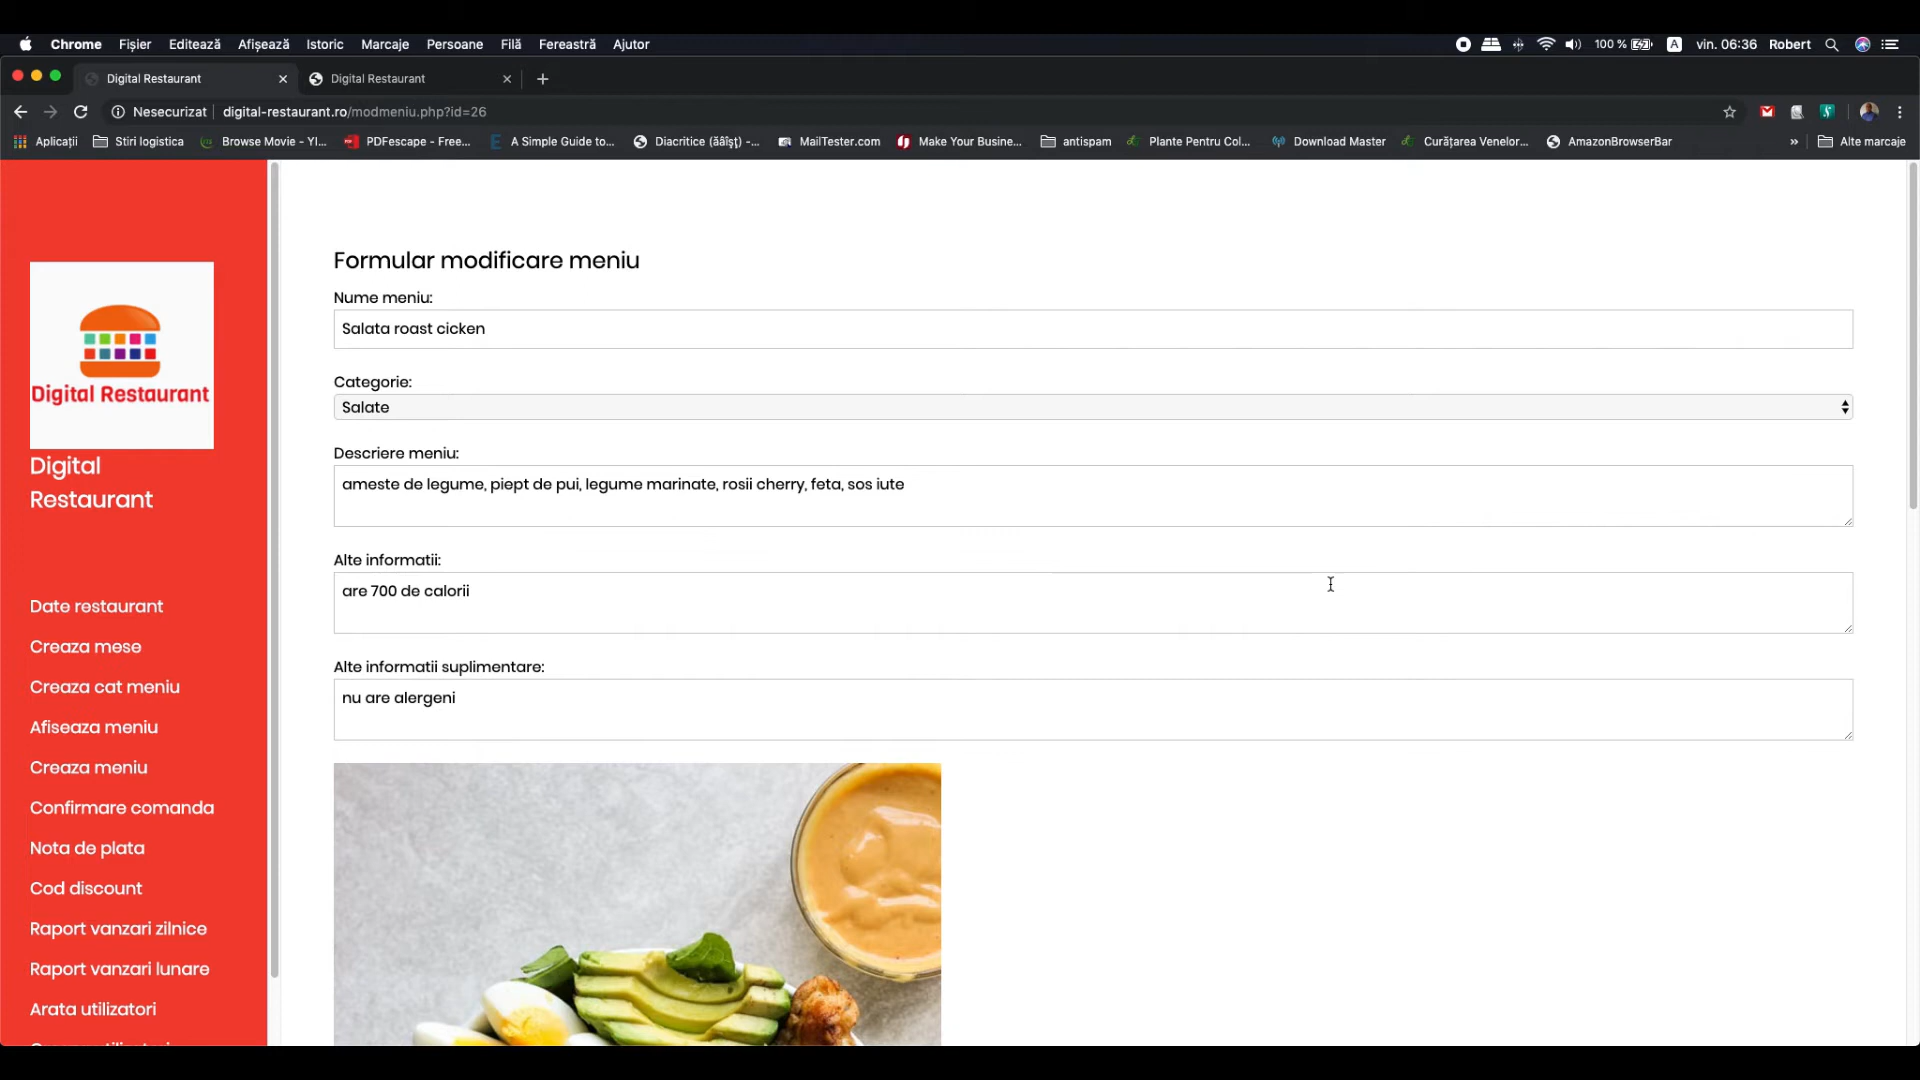 Chrome Fișier Editează Afișează Istoric Marcaje Persoane Filă Fereastră Ajutor 100 % A vin. 06:36 Robert
Digital Restaurant Digital Restaurant
Nesecurizat digital-restaurant.ro/modmeniu.php?id=26
Aplicații Stiri logistica Browse Movie - YI... PDFescape - Free... A Simple Guide to... Diacritice (ăâîşţ) -... MailTester.com Make Your Busine... antispam Plante Pentru Col... Download Master Curățarea Venelor... AmazonBrowserBar » Alte marcaje
Digital Restaurant
Digital
Restaurant
Date restaurant
Creaza mese
Creaza cat meniu
Afiseaza meniu
Creaza meniu
Confirmare comanda
Nota de plata
Cod discount
Raport vanzari zilnice
Raport vanzari lunare
Arata utilizatori
Formular modificare meniu
Nume meniu:
Salata roast cicken
Categorie:
Salate
Descriere meniu:
ameste de legume, piept de pui, legume marinate, rosii cherry, feta, sos iute
Alte informatii:
are 700 de calorii
Alte informatii suplimentare:
nu are alergeni